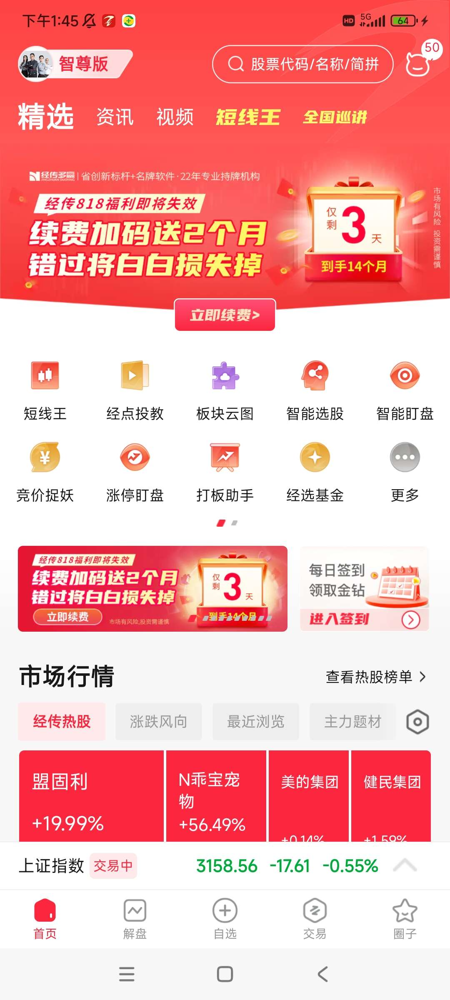 下午1:45
HD 5G 64
智尊版
股票代码/名称/简拼
50
精选 资讯 视频 短线王 全国巡讲
经传多赢 | 省创新标杆+名牌软件·22年专业持牌机构
JINGZHUAN DUOYING
经传818福利即将失效
续费加码送2个月
错过将白白损失掉
仅剩 3 天
到手14个月
市场有风险 投资需谨慎
立即续费>
短线王 经点投教 板块云图 智能选股 智能盯盘
竞价捉妖 涨停盯盘 打板助手 经选基金 更多
经传818福利即将失效
续费加码送2个月
错过将白白损失掉
立即续费
市场有风险,投资需谨慎
仅剩 3 天
到手14个月
每日签到
领取金钻
进入签到
市场行情
查看热股榜单
经传热股 涨跌风向 最近浏览 主力题材
盟固利
+19.99%
N乖宝宠
物
+56.49%
美的集团
+0.14%
健民集团
+1.59%
上证指数 交易中 3158.56 -17.61 -0.55%
首页 解盘 自选 交易 圈子